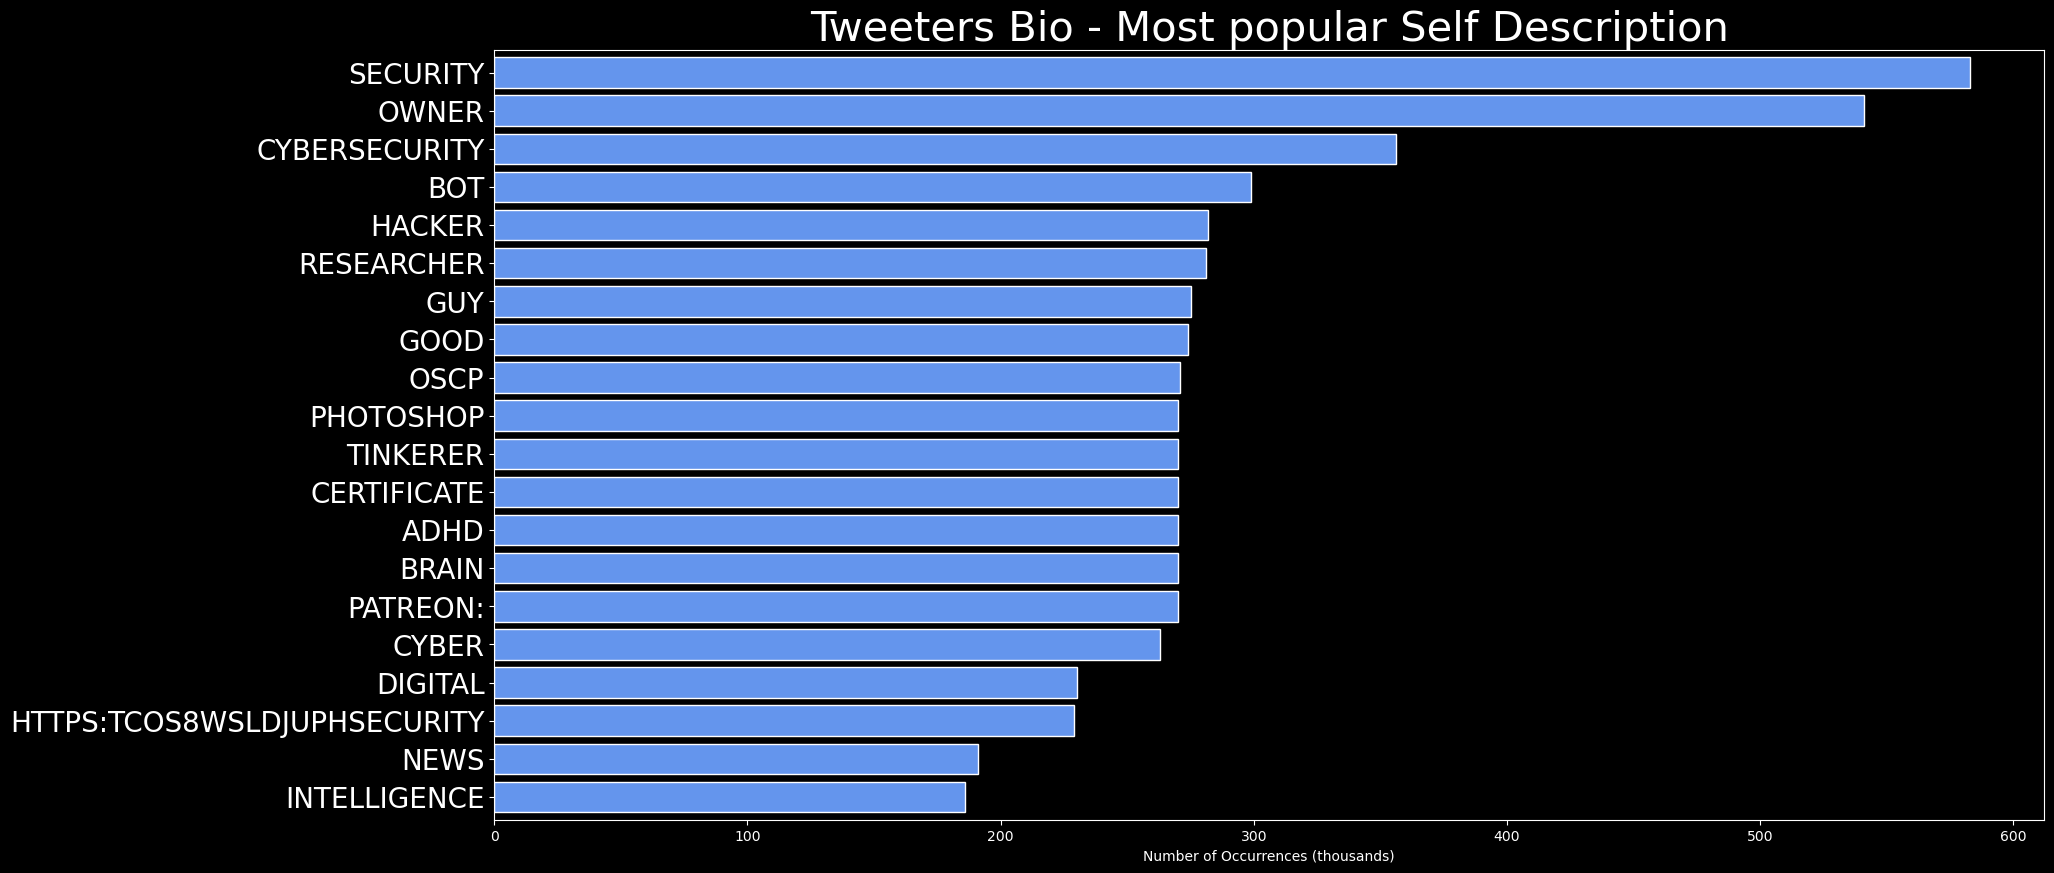 Tweeters Bio - Most popular Self Description
SECURITY
OWNER
CYBERSECURITY
BOT
HACKER
RESEARCHER
GUY
GOOD
OSCP
PHOTOSHOP
TINKERER
CERTIFICATE
ADHD
BRAIN
PATREON:
CYBER
DIGITAL
HTTPS:TCOS8WSLDJUPHSECURITY
NEWS
INTELLIGENCE
0 100 200 300 400 500 600
Number of Occurrences (thousands)